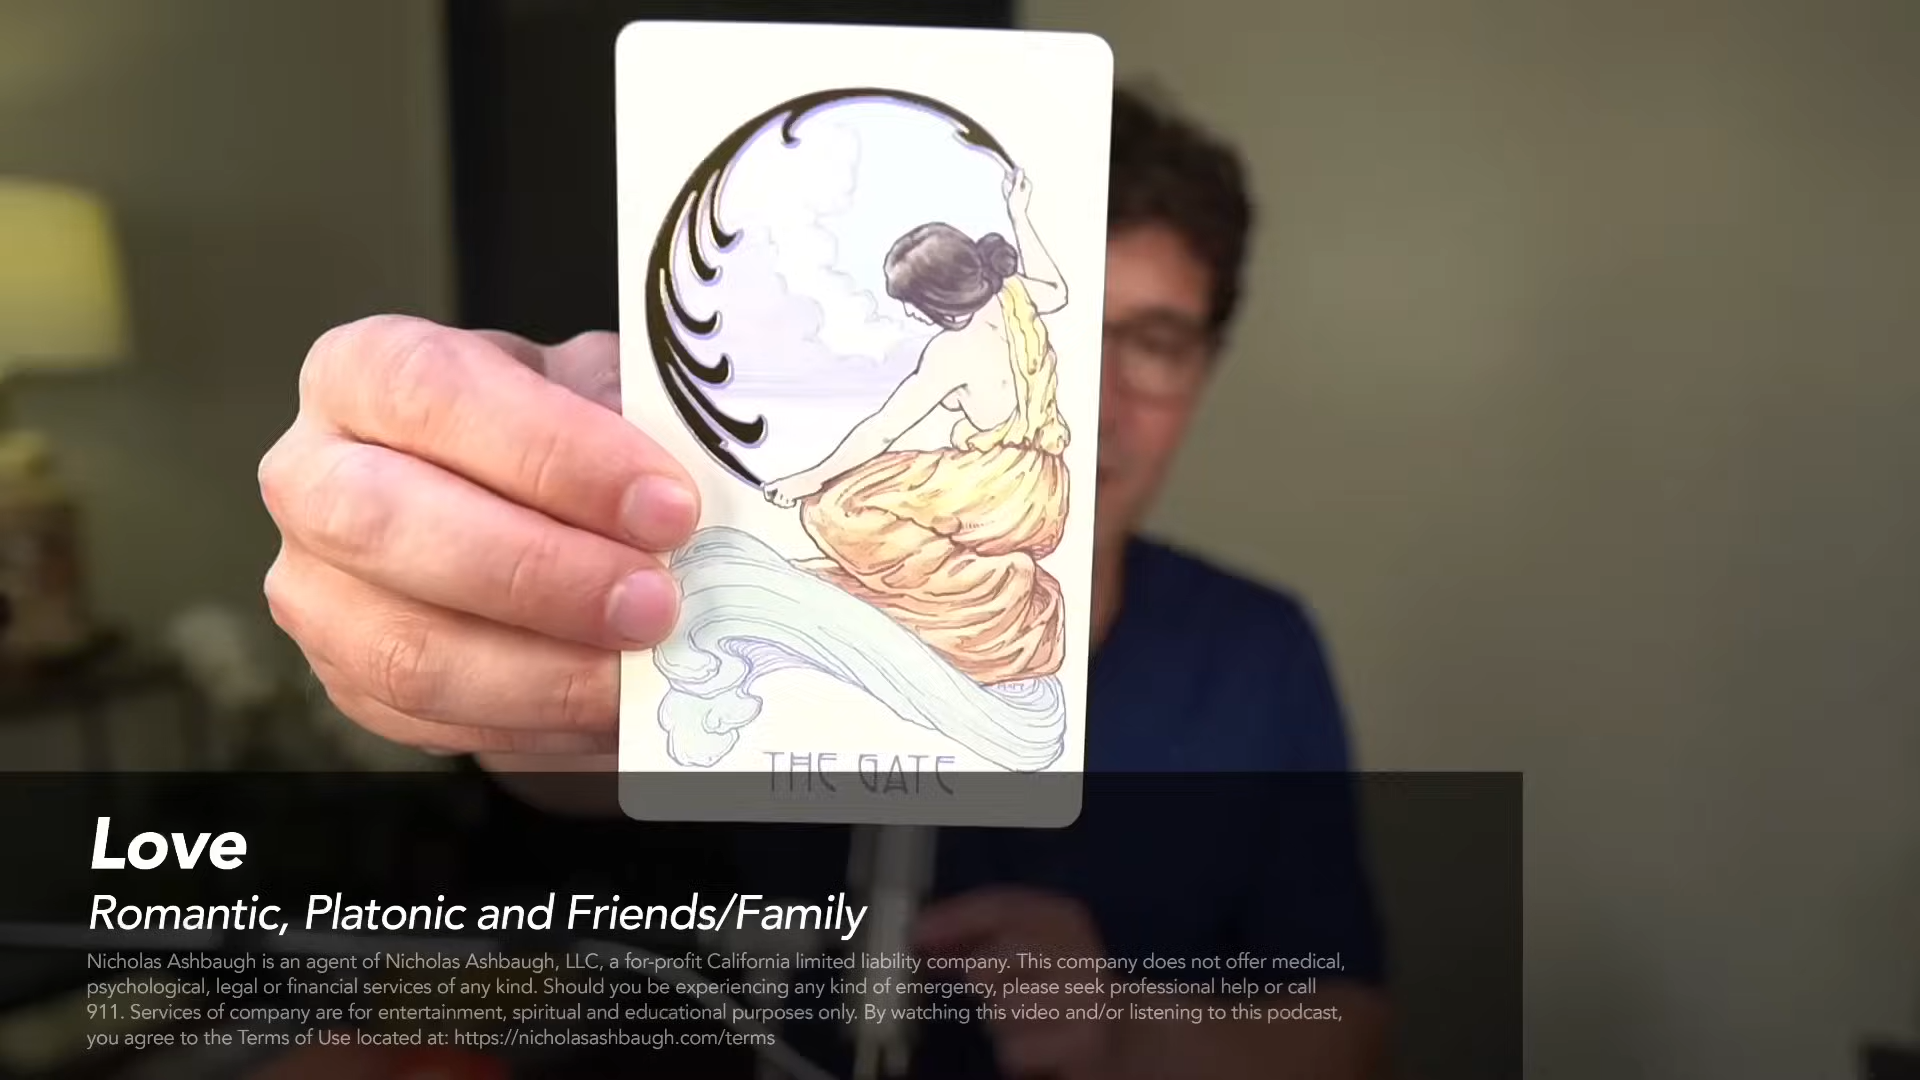 THE GATE
Love
Romantic, Platonic and Friends/Family
Nicholas Ashbaugh is an agent of Nicholas Ashbaugh, LLC, a for-profit California limited liability company. This company does not offer medical,
psychological, legal or financial services of any kind. Should you be experiencing any kind of emergency, please seek professional help or call
911. Services of company are for entertainment, spiritual and educational purposes only. By watching this video and/or listening to this podcast,
you agree to the Terms of Use located at: https://nicholasashbaugh.com/terms